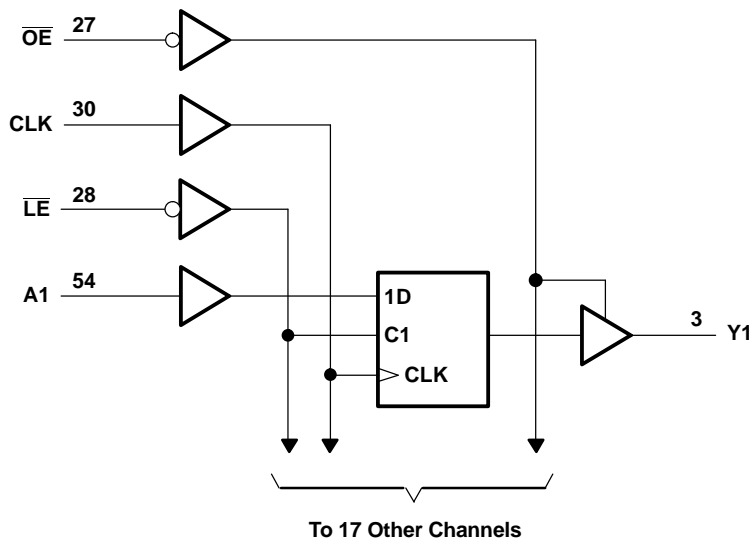 OE 27
CLK 30
LE 28
A1 54
1D
C1
CLK
3 Y1
To 17 Other Channels